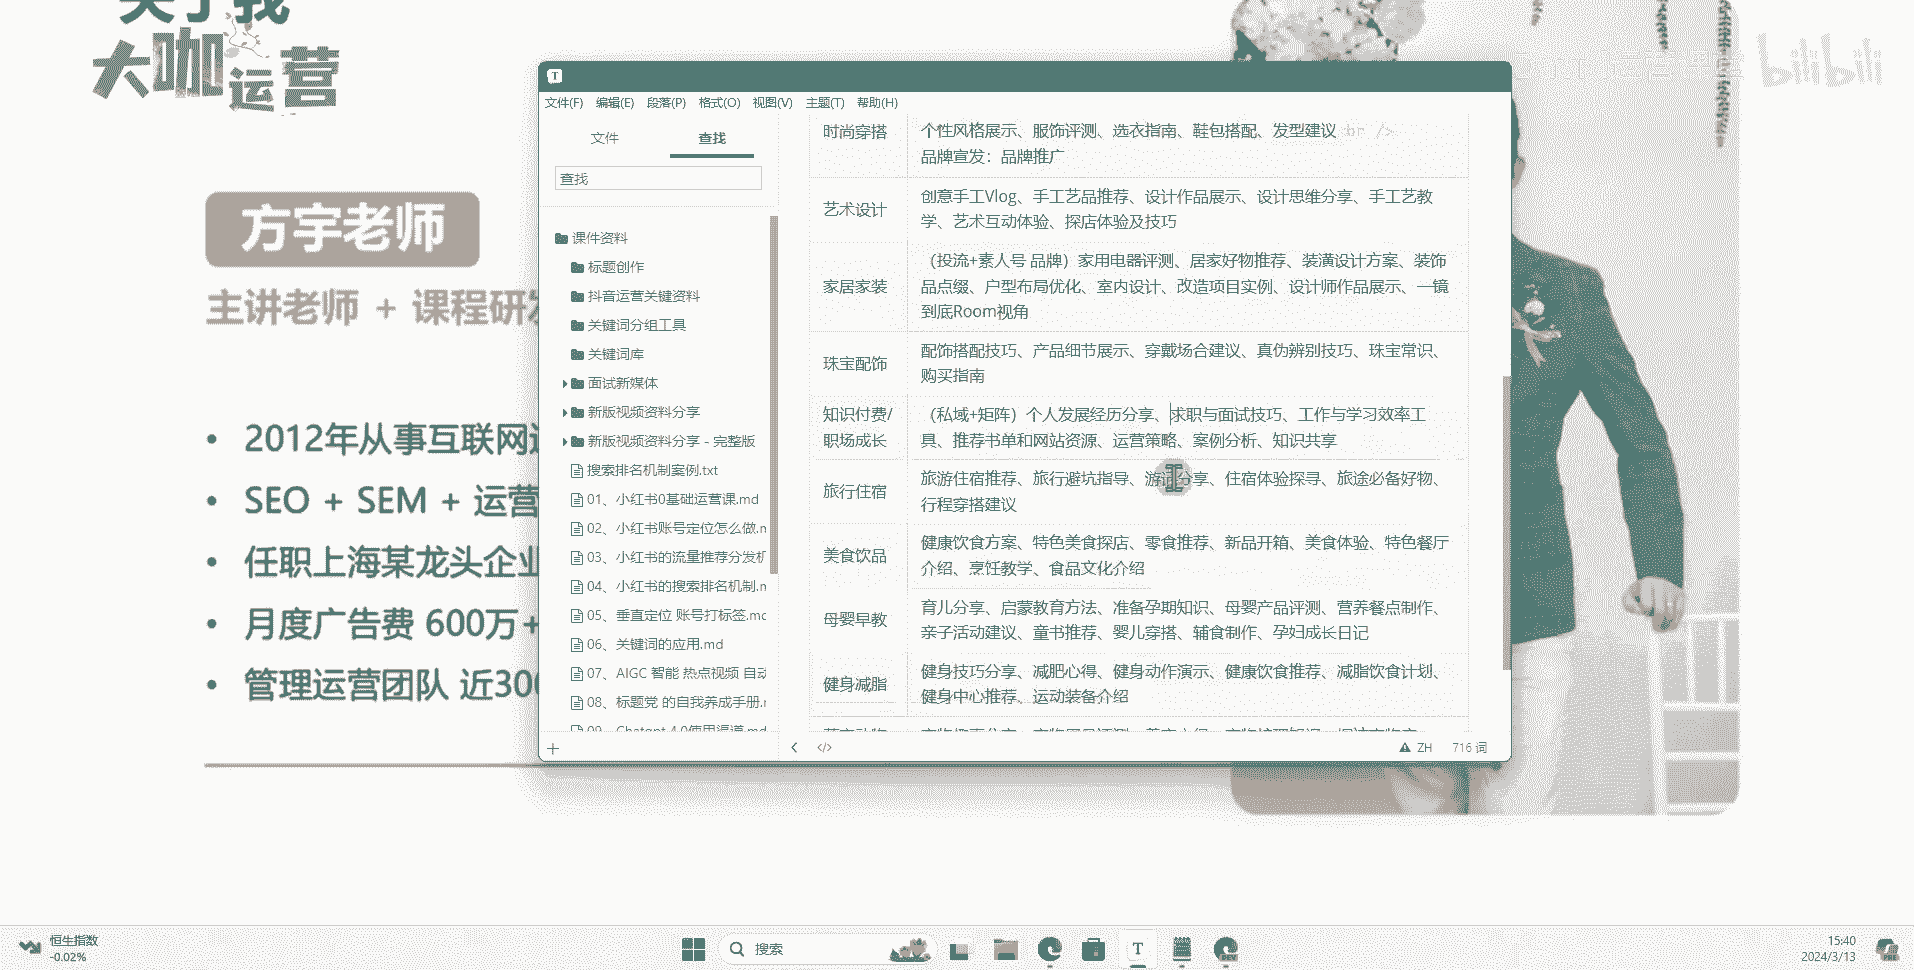 大咖运营
bilibili
方宇老师
主讲老师 + 课程研
2012年从事互联网
SEO + SEM + 运营
任职上海某龙头企业
月度广告费 600万+
管理运营团队 近300
T
文件(F) 编辑(E) 段落(P) 格式(O) 视图(V) 主题(T) 帮助(H)
文件 查找
查找
课件资料
标题创作
抖音运营关键资料
关键词分组工具
关键词库
面试新媒体
新版视频资料分享
新版视频资料分享 - 完整版
搜索排名机制案例.txt
01、小红书0基础运营课.md
02、小红书账号定位怎么做.m
03、小红书的流量推荐分发机
04、小红书的搜索排名机制.m
05、垂直定位 账号打标签.md
06、关键词的应用.md
07、AIGC 智能 热点视频 自动
08、标题党 的自我养成手册.m
09、Chatgpt 4.0使用渠道.md
时尚穿搭
个性风格展示、服饰评测、选衣指南、鞋包搭配、发型建议 br />
品牌宣发：品牌推广
艺术设计
创意手工Vlog、手工艺品推荐、设计作品展示、设计思维分享、手工艺教
学、艺术互动体验、探店体验及技巧
家居家装
（投流+素人号 品牌）家用电器评测、居家好物推荐、装潢设计方案、装饰
品点缀、户型布局优化、室内设计、改造项目实例、设计师作品展示、一镜
到底Room视角
珠宝配饰
配饰搭配技巧、产品细节展示、穿戴场合建议、真伪辨别技巧、珠宝常识、
购买指南
知识付费/
职场成长
（私域+矩阵）个人发展经历分享、求职与面试技巧、工作与学习效率工
具、推荐书单和网站资源、运营策略、案例分析、知识共享
旅行住宿
旅游住宿推荐、旅行避坑指导、游记分享、住宿体验探寻、旅途必备好物、
行程穿搭建议
美食饮品
健康饮食方案、特色美食探店、零食推荐、新品开箱、美食体验、特色餐厅
介绍、烹饪教学、食品文化介绍
母婴早教
育儿分享、启蒙教育方法、准备孕期知识、母婴产品评测、营养餐点制作、
亲子活动建议、童书推荐、婴儿穿搭、辅食制作、孕妇成长日记
健身减脂
健身技巧分享、减肥心得、健身动作演示、健康饮食推荐、减脂饮食计划、
健身中心推荐、运动装备介绍
ZH 716 词
恒生指数
-0.02%
搜索
T
DEV
15:40
2024/3/13
PRE